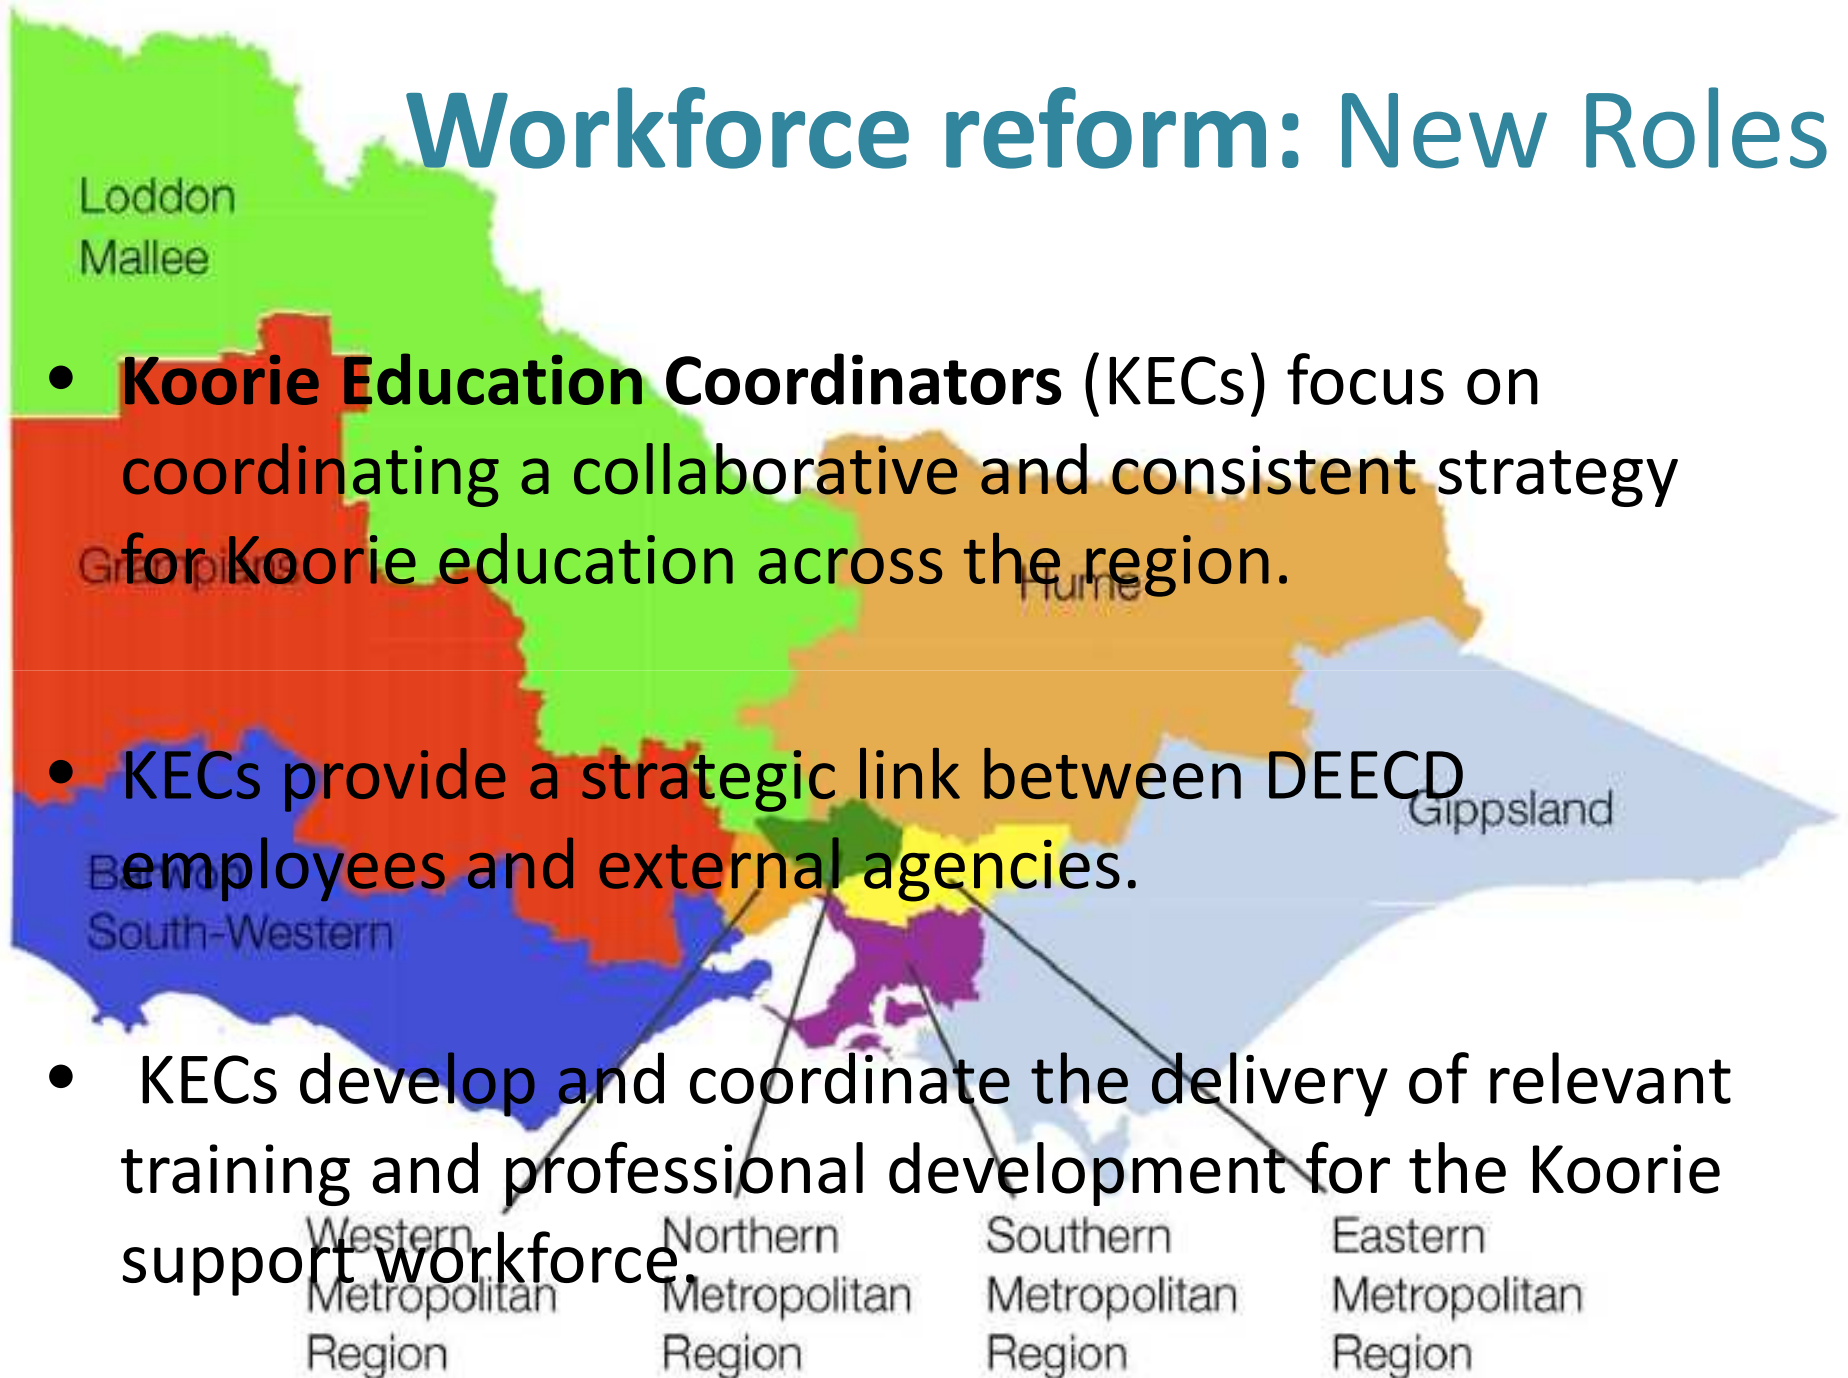 Workforce reform: New Roles
Loddon
Mallee
• Koorie Education Coordinators (KECs) focus on
coordinating a collaborative and consistent strategy
for Koorie education across the region.
Grampians
Hume
• KECs provide a strategic link between DEECD
employees and external agencies.
Gippsland
Barwon
South-Western
• KECs develop and coordinate the delivery of relevant
training and professional development for the Koorie
support workforce.
Western
Metropolitan
Region
Northern
Metropolitan
Region
Southern
Metropolitan
Region
Eastern
Metropolitan
Region